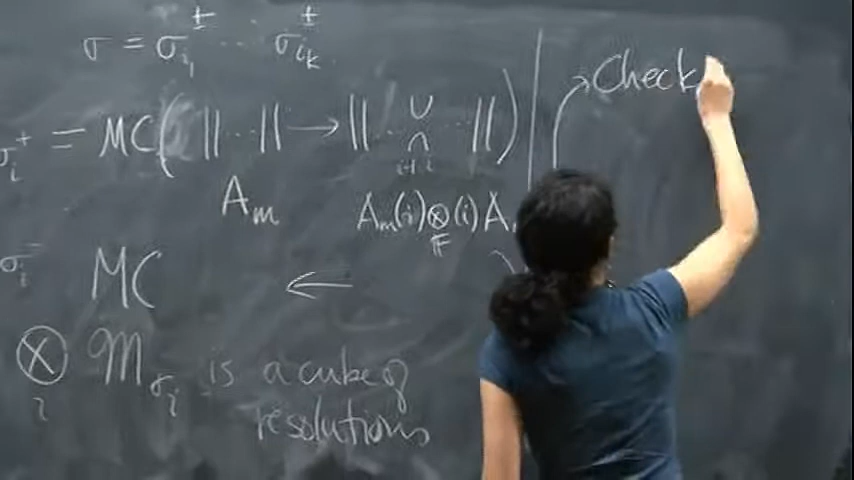 σ = σ_{i_1}^± ... σ_{i_k}^±
σ_i^+ = MC( ||...|| → ||... ∪ ∩ ...|| )
i+1 i
A_m
A_m(i) ⊗_F (i)A
σ_i^- MC ←
⊗_i M_{σ_i} is a cube of
resolutions
Check